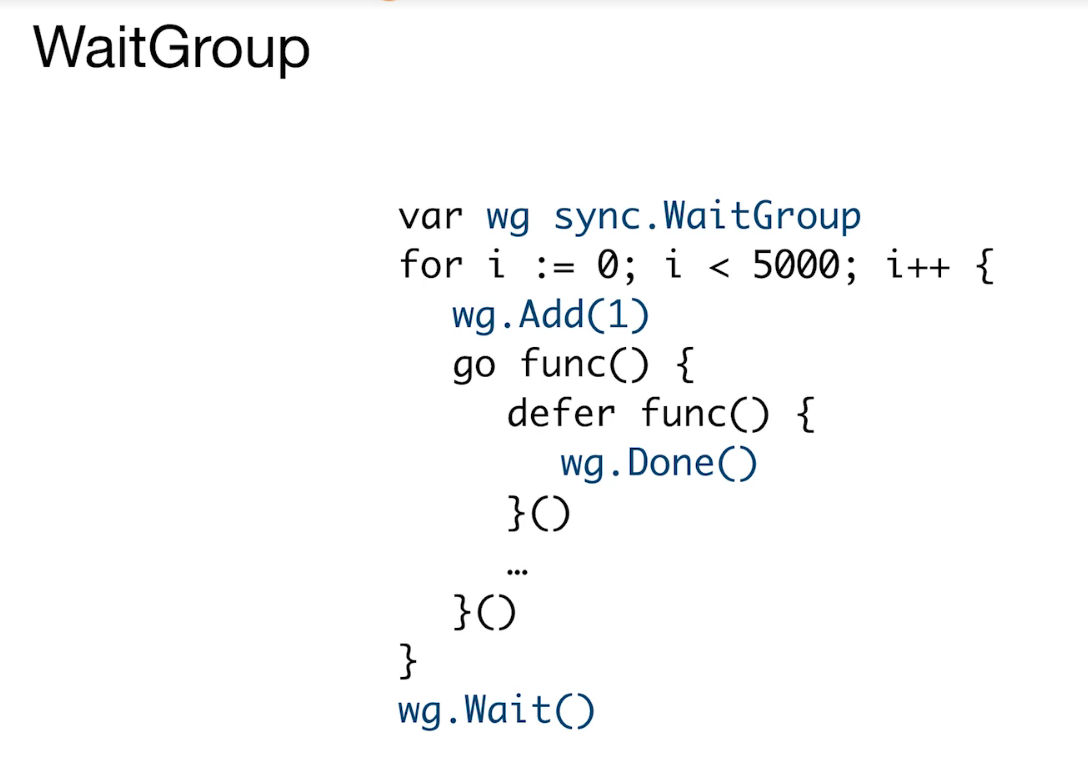 WaitGroup
var wg sync.WaitGroup
for i := 0; i < 5000; i++ {
wg.Add(1)
go func() {
defer func() {
wg.Done()
}()
…
}()
}
wg.Wait()